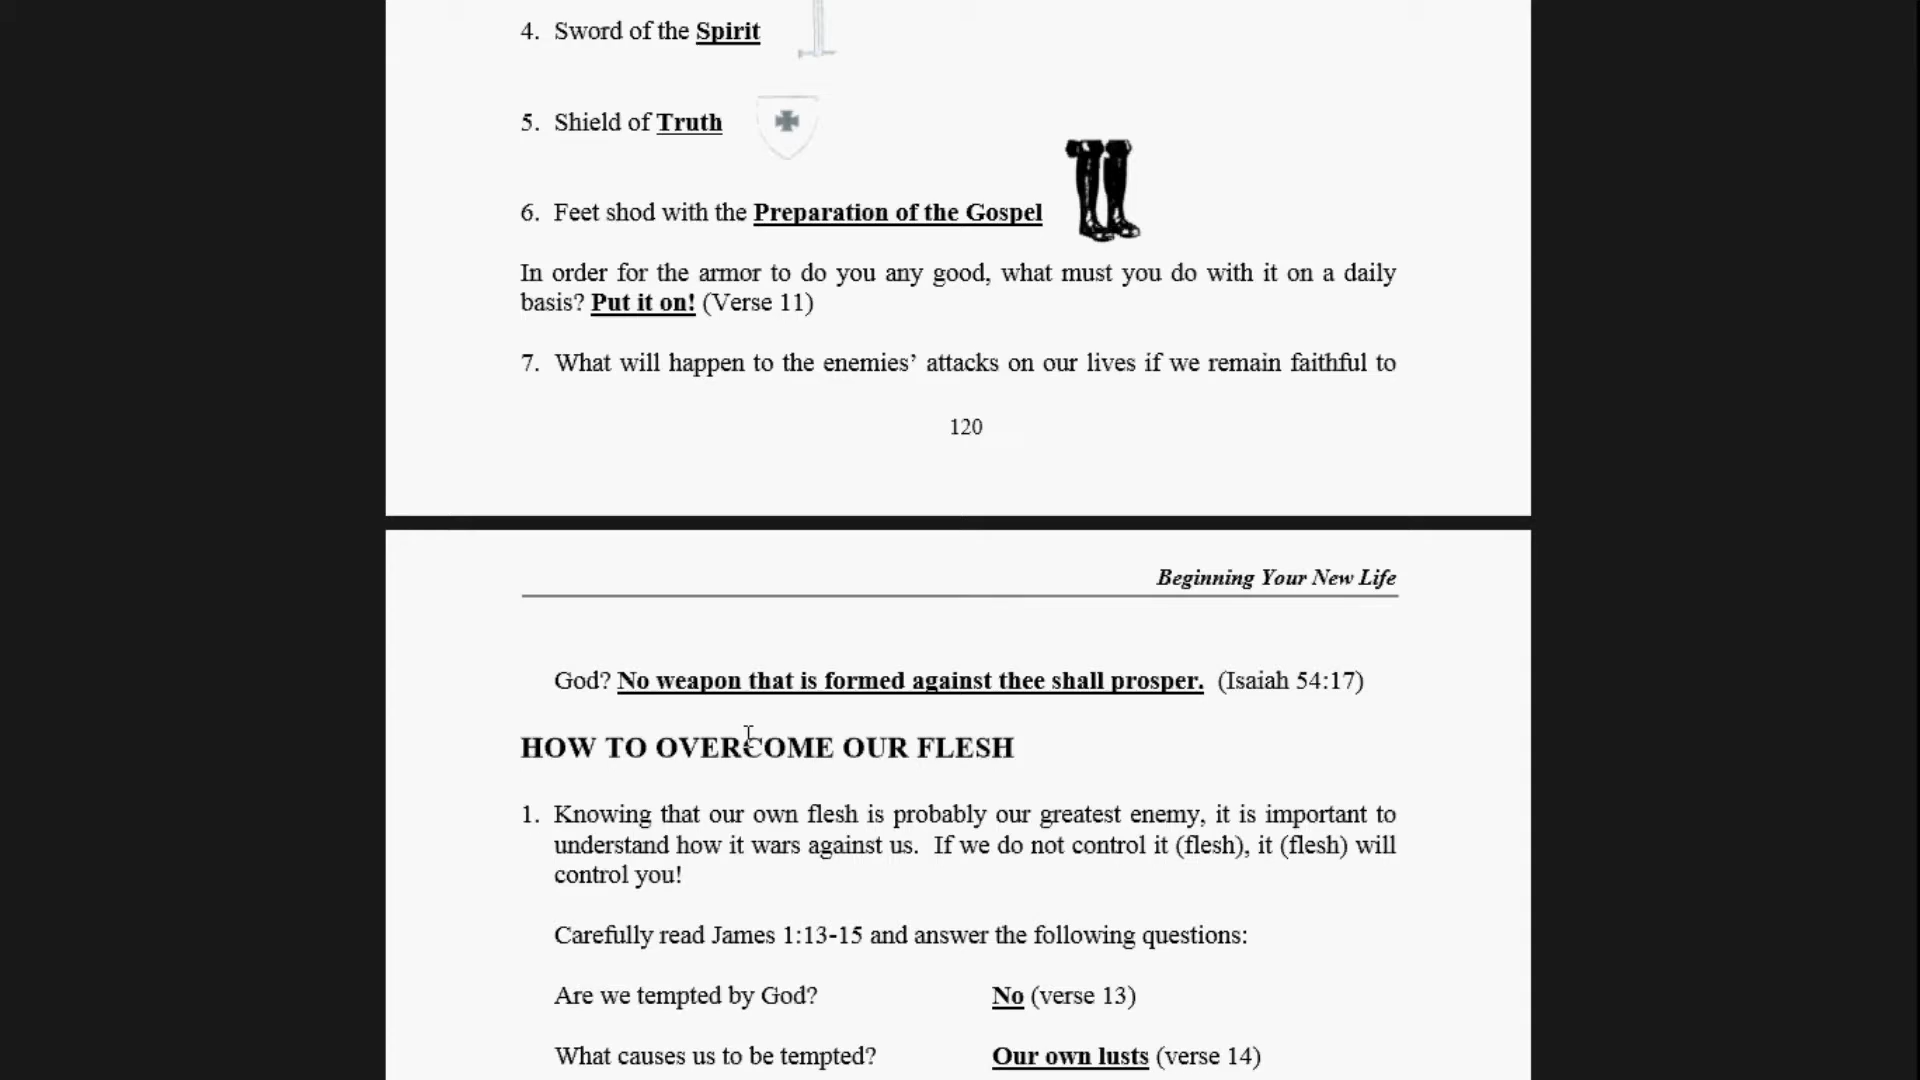 4. Sword of the Spirit
5. Shield of Truth
6. Feet shod with the Preparation of the Gospel
In order for the armor to do you any good, what must you do with it on a daily
basis? Put it on! (Verse 11)
7. What will happen to the enemies’ attacks on our lives if we remain faithful to
120
Beginning Your New Life
God? No weapon that is formed against thee shall prosper. (Isaiah 54:17)
HOW TO OVERCOME OUR FLESH
1. Knowing that our own flesh is probably our greatest enemy, it is important to
understand how it wars against us. If we do not control it (flesh), it (flesh) will
control you!
Carefully read James 1:13-15 and answer the following questions:
Are we tempted by God? No (verse 13)
What causes us to be tempted? Our own lusts (verse 14)